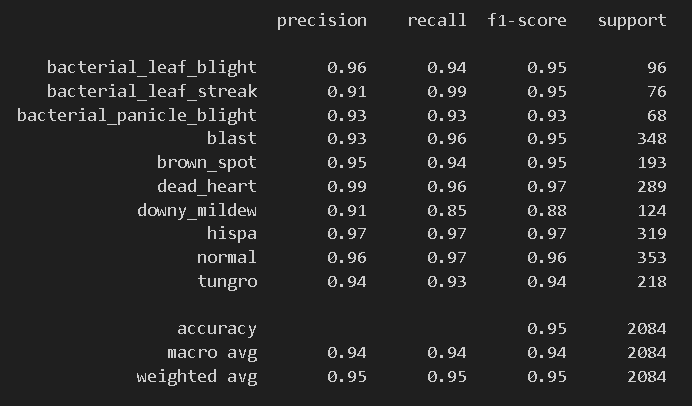 precision recall f1-score support
bacterial_leaf_blight 0.96 0.94 0.95 96
bacterial_leaf_streak 0.91 0.99 0.95 76
bacterial_panicle_blight 0.93 0.93 0.93 68
blast 0.93 0.96 0.95 348
brown_spot 0.95 0.94 0.95 193
dead_heart 0.99 0.96 0.97 289
downy_mildew 0.91 0.85 0.88 124
hispa 0.97 0.97 0.97 319
normal 0.96 0.97 0.96 353
tungro 0.94 0.93 0.94 218
accuracy 0.95 2084
macro avg 0.94 0.94 0.94 2084
weighted avg 0.95 0.95 0.95 2084